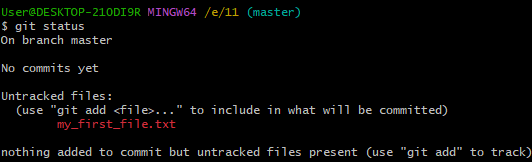 User@DESKTOP-21ODI9R MINGW64 /e/11 (master)
$ git status
On branch master
No commits yet
Untracked files:
(use "git add <file>..." to include in what will be committed)
my_first_file.txt
nothing added to commit but untracked files present (use "git add" to track)